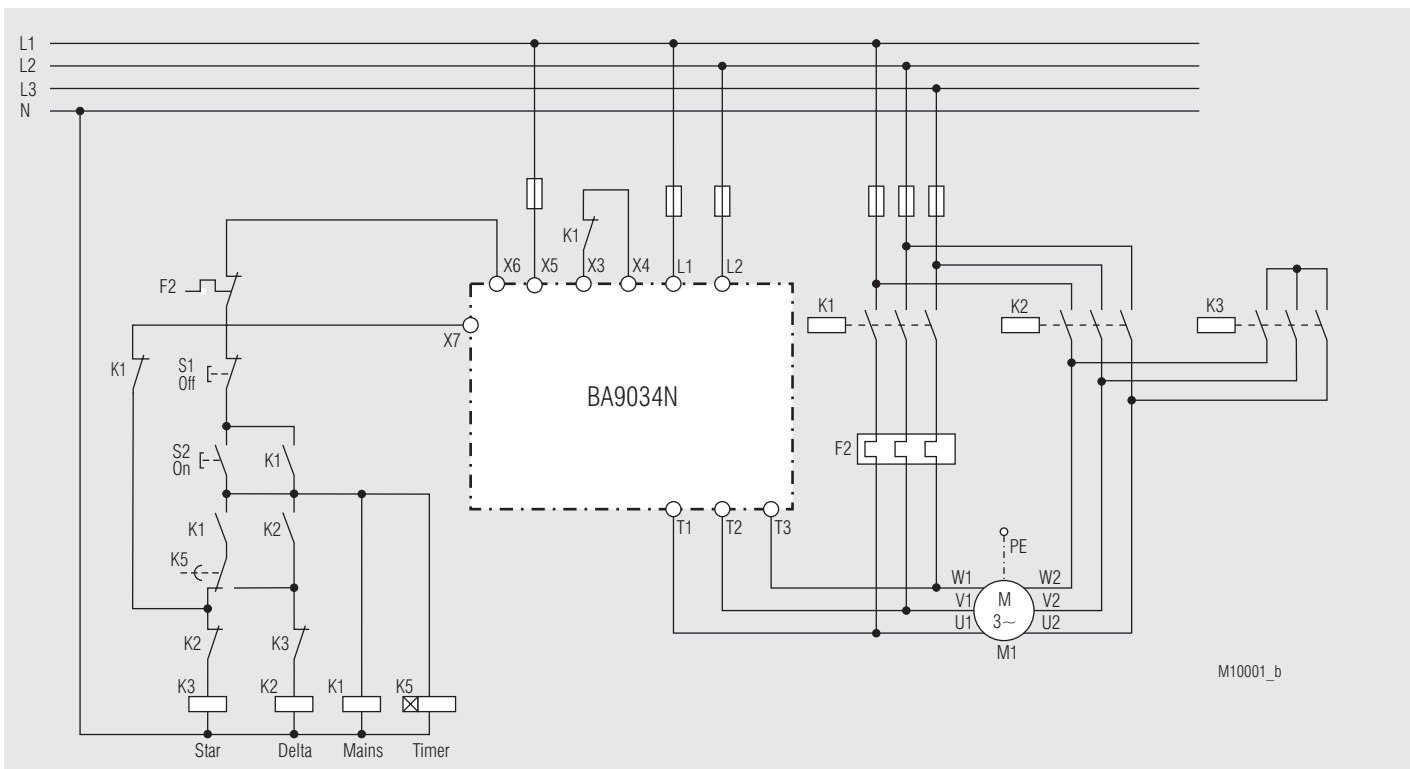 L1
L2
L3
N
K1
X6
X5
X3
X4
L1
L2
F2
X7
K1
K2
K3
K1
S1
Off
BA9034N
S2
On
K1
F2
K1
K2
T1
T2
T3
K5
PE
W1
W2
M
V1
V2
3~
U1
U2
K2
K3
M1
M10001_b
K3
K2
K1
K5
Star
Delta
Mains
Timer